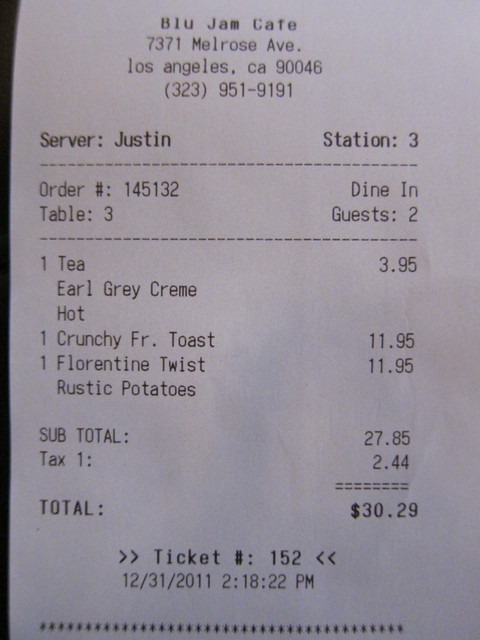 Blu Jam Cafe
7371 Melrose Ave.
los angeles, ca 90046
(323) 951-9191
Server: Justin Station: 3
Order #: 145132 Dine In
Table: 3 Guests: 2
1 Tea 3.95
Earl Grey Creme
Hot
1 Crunchy Fr. Toast 11.95
1 Florentine Twist 11.95
Rustic Potatoes
SUB TOTAL: 27.85
Tax 1: 2.44
========
TOTAL: $30.29
>> Ticket #: 152 <<
12/31/2011 2:18:22 PM